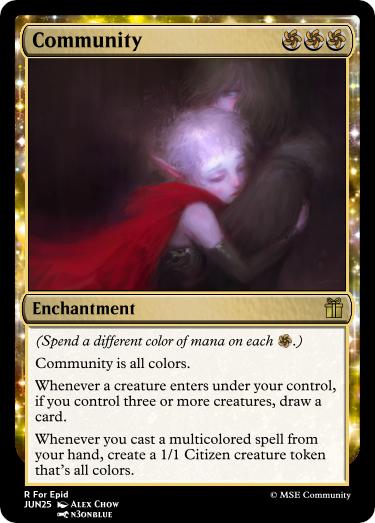 Community
Enchantment
(Spend a different color of mana on each .)
Community is all colors.
Whenever a creature enters under your control,
if you control three or more creatures, draw a
card.
Whenever you cast a multicolored spell from
your hand, create a 1/1 Citizen creature token
that's all colors.
R For Epid
JUN25 Alex Chow
n3onblue
© MSE Community